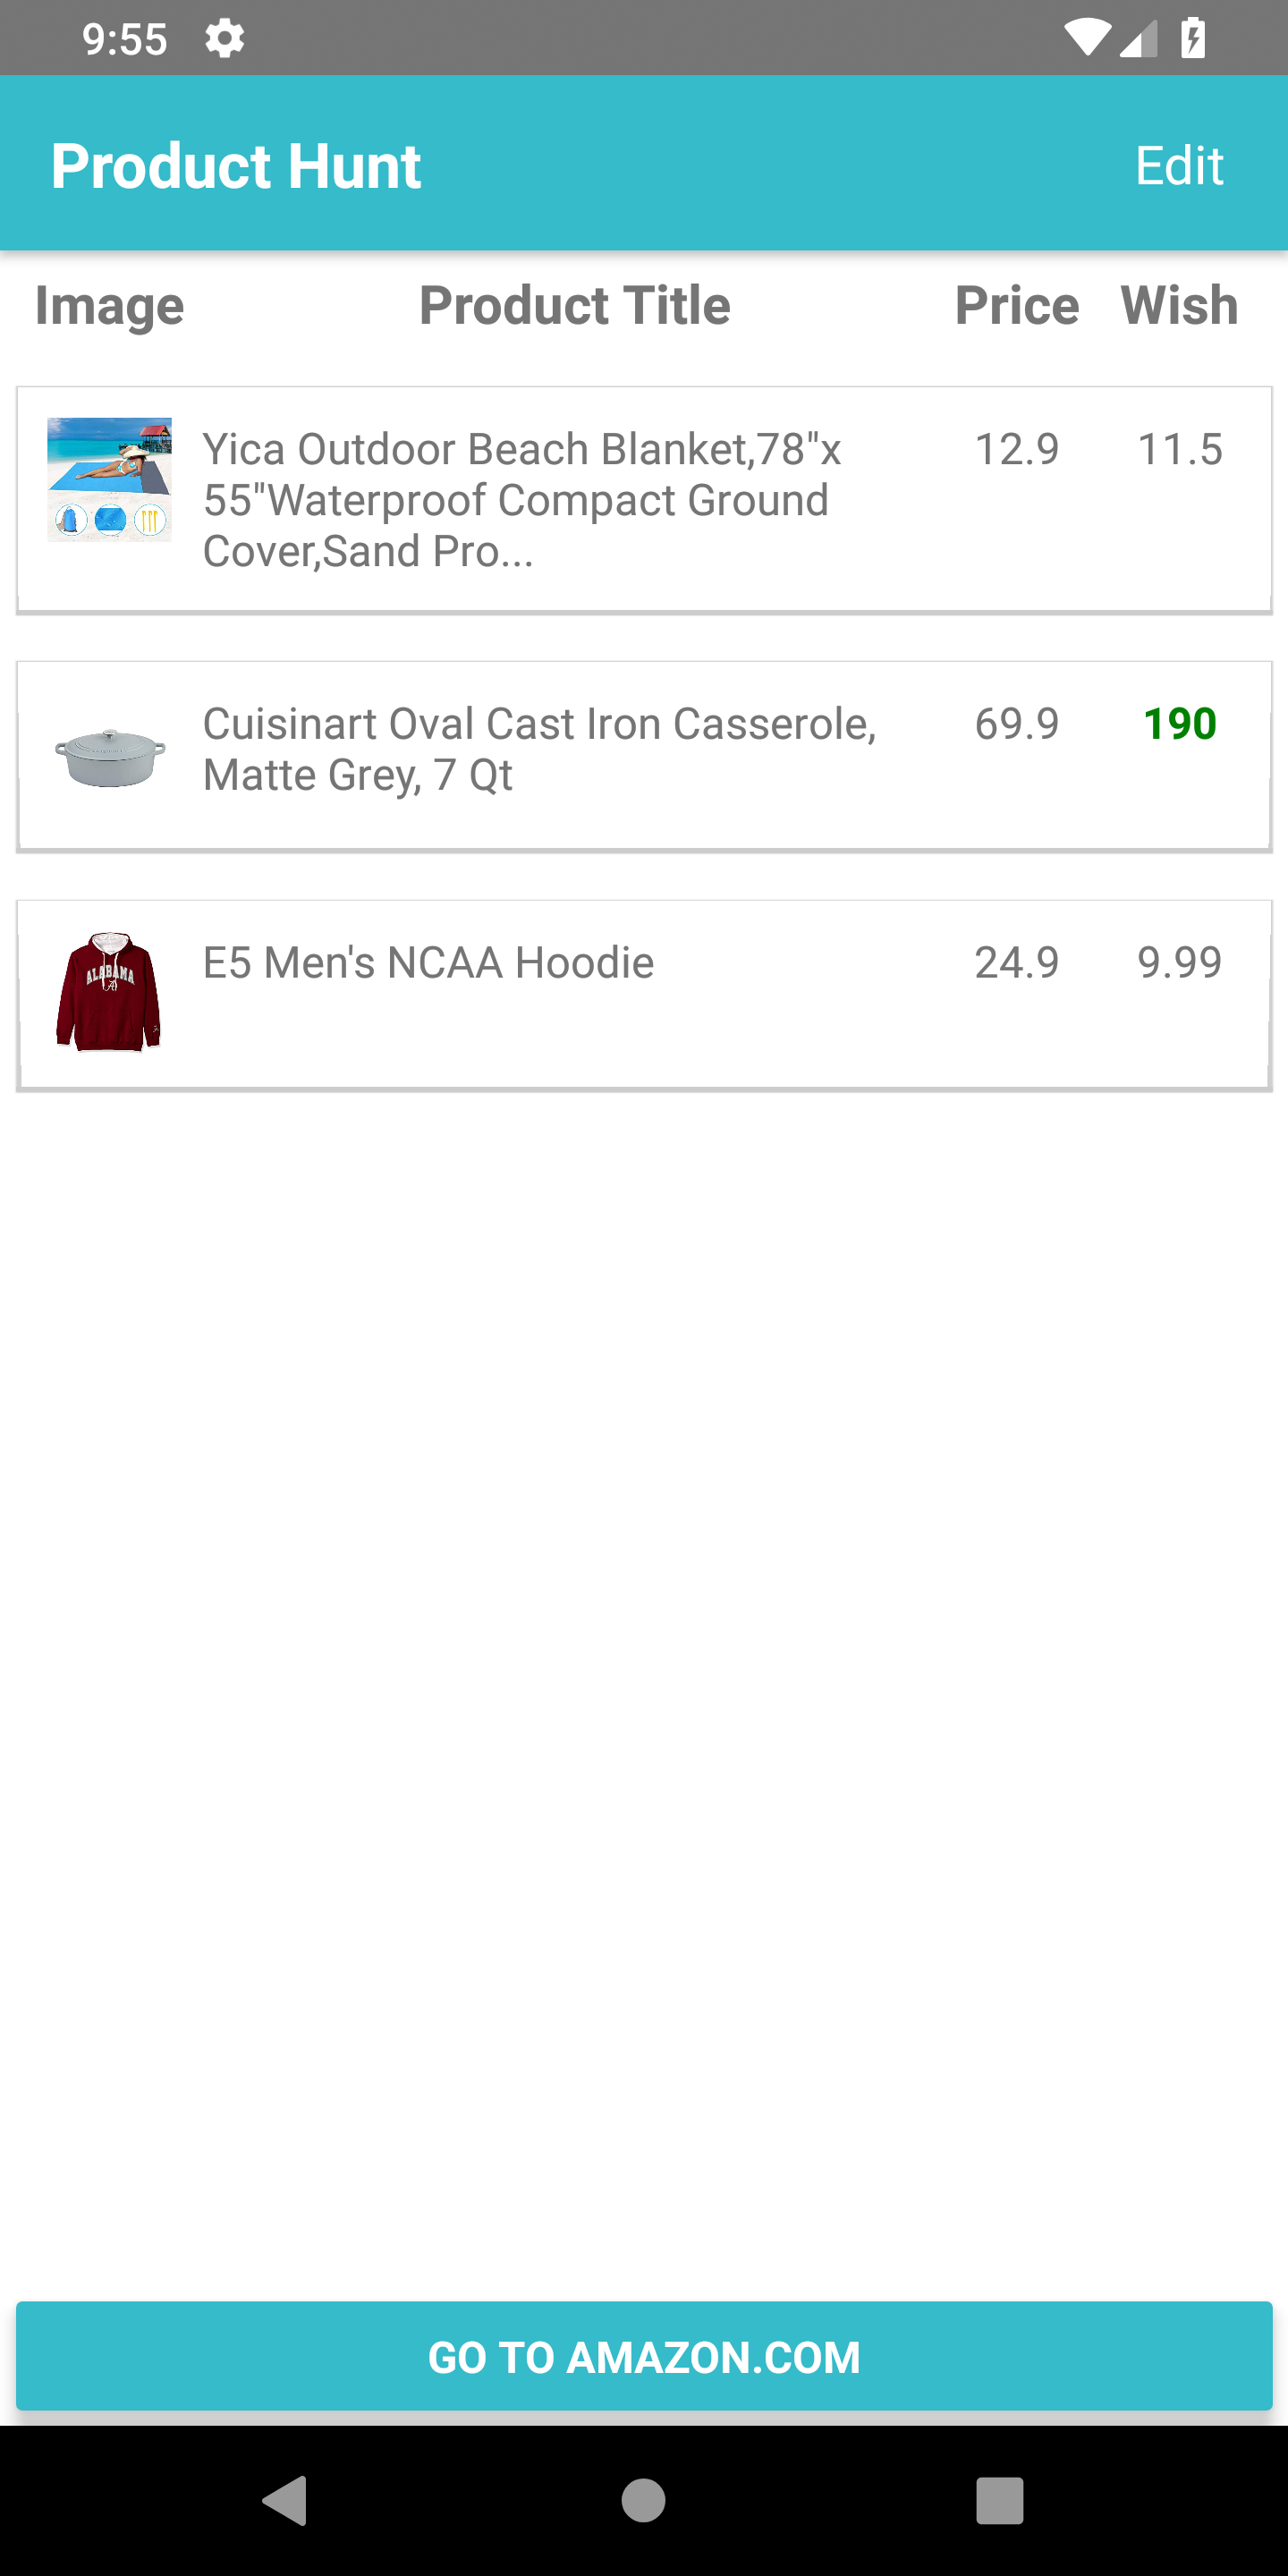 9:55
Product Hunt
Edit
Image Product Title Price Wish
Yica Outdoor Beach Blanket,78"x 12.9 11.5
55"Waterproof Compact Ground
Cover,Sand Pro...
Cuisinart Oval Cast Iron Casserole, 69.9 190
Matte Grey, 7 Qt
ALABAMA
E5 Men's NCAA Hoodie 24.9 9.99
GO TO AMAZON.COM